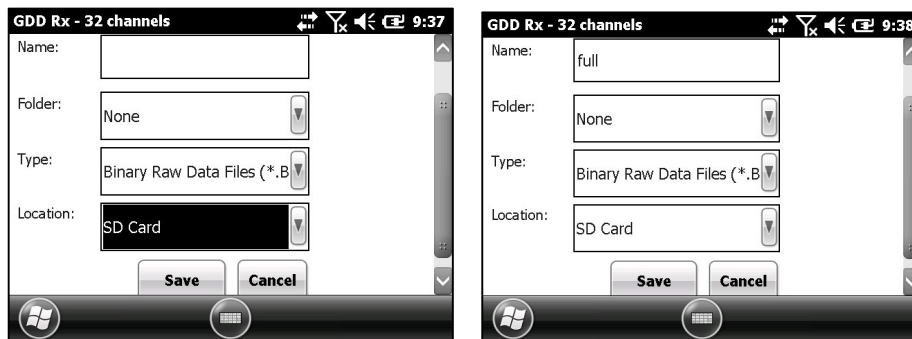 GDD Rx - 32 channels 9:37
Name:
Folder: None
Type: Binary Raw Data Files (*.B
Location: SD Card
Save Cancel
GDD Rx - 32 channels 9:38
Name: full
Folder: None
Type: Binary Raw Data Files (*.B
Location: SD Card
Save Cancel